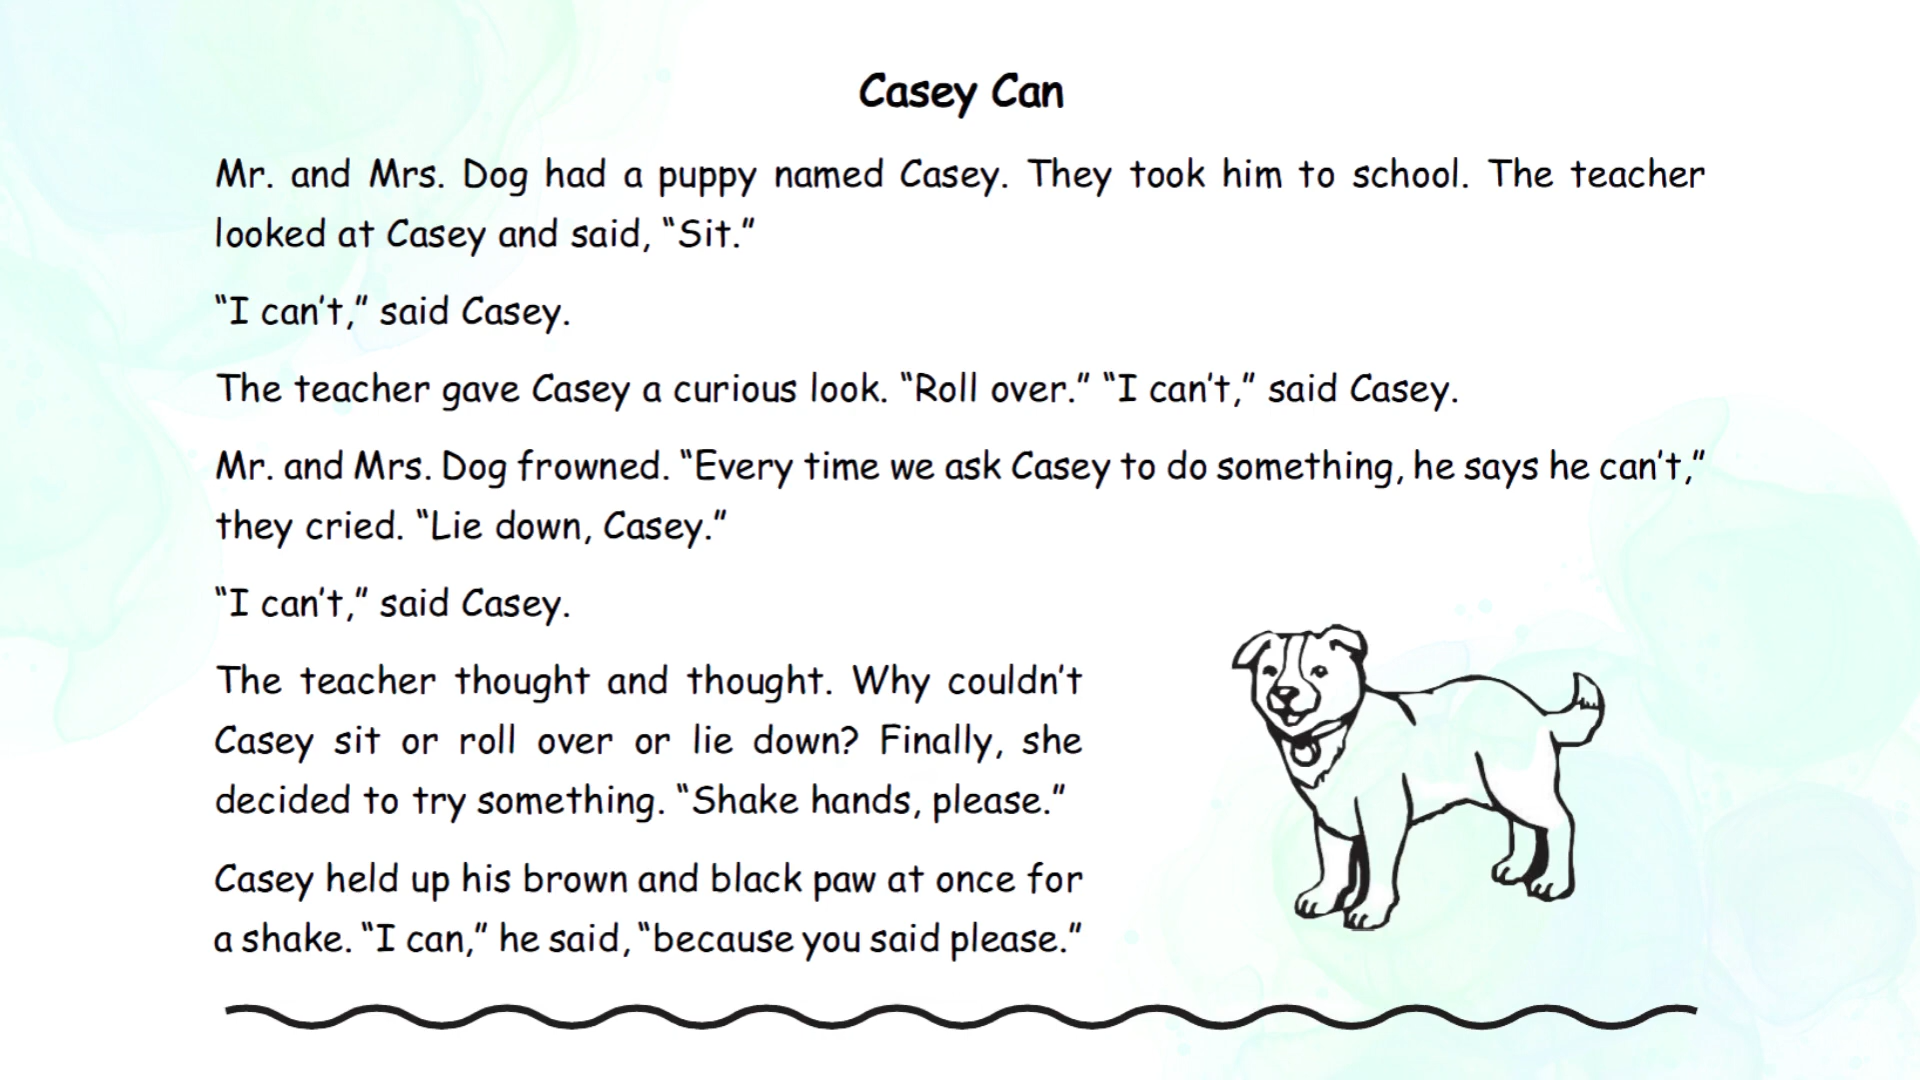 Casey Can
Mr. and Mrs. Dog had a puppy named Casey. They took him to school. The teacher
looked at Casey and said, “Sit.”
“I can’t,” said Casey.
The teacher gave Casey a curious look. “Roll over.” “I can’t,” said Casey.
Mr. and Mrs. Dog frowned. “Every time we ask Casey to do something, he says he can’t,”
they cried. “Lie down, Casey.”
“I can’t,” said Casey.
The teacher thought and thought. Why couldn’t
Casey sit or roll over or lie down? Finally, she
decided to try something. “Shake hands, please.”
Casey held up his brown and black paw at once for
a shake. “I can,” he said, “because you said please.”